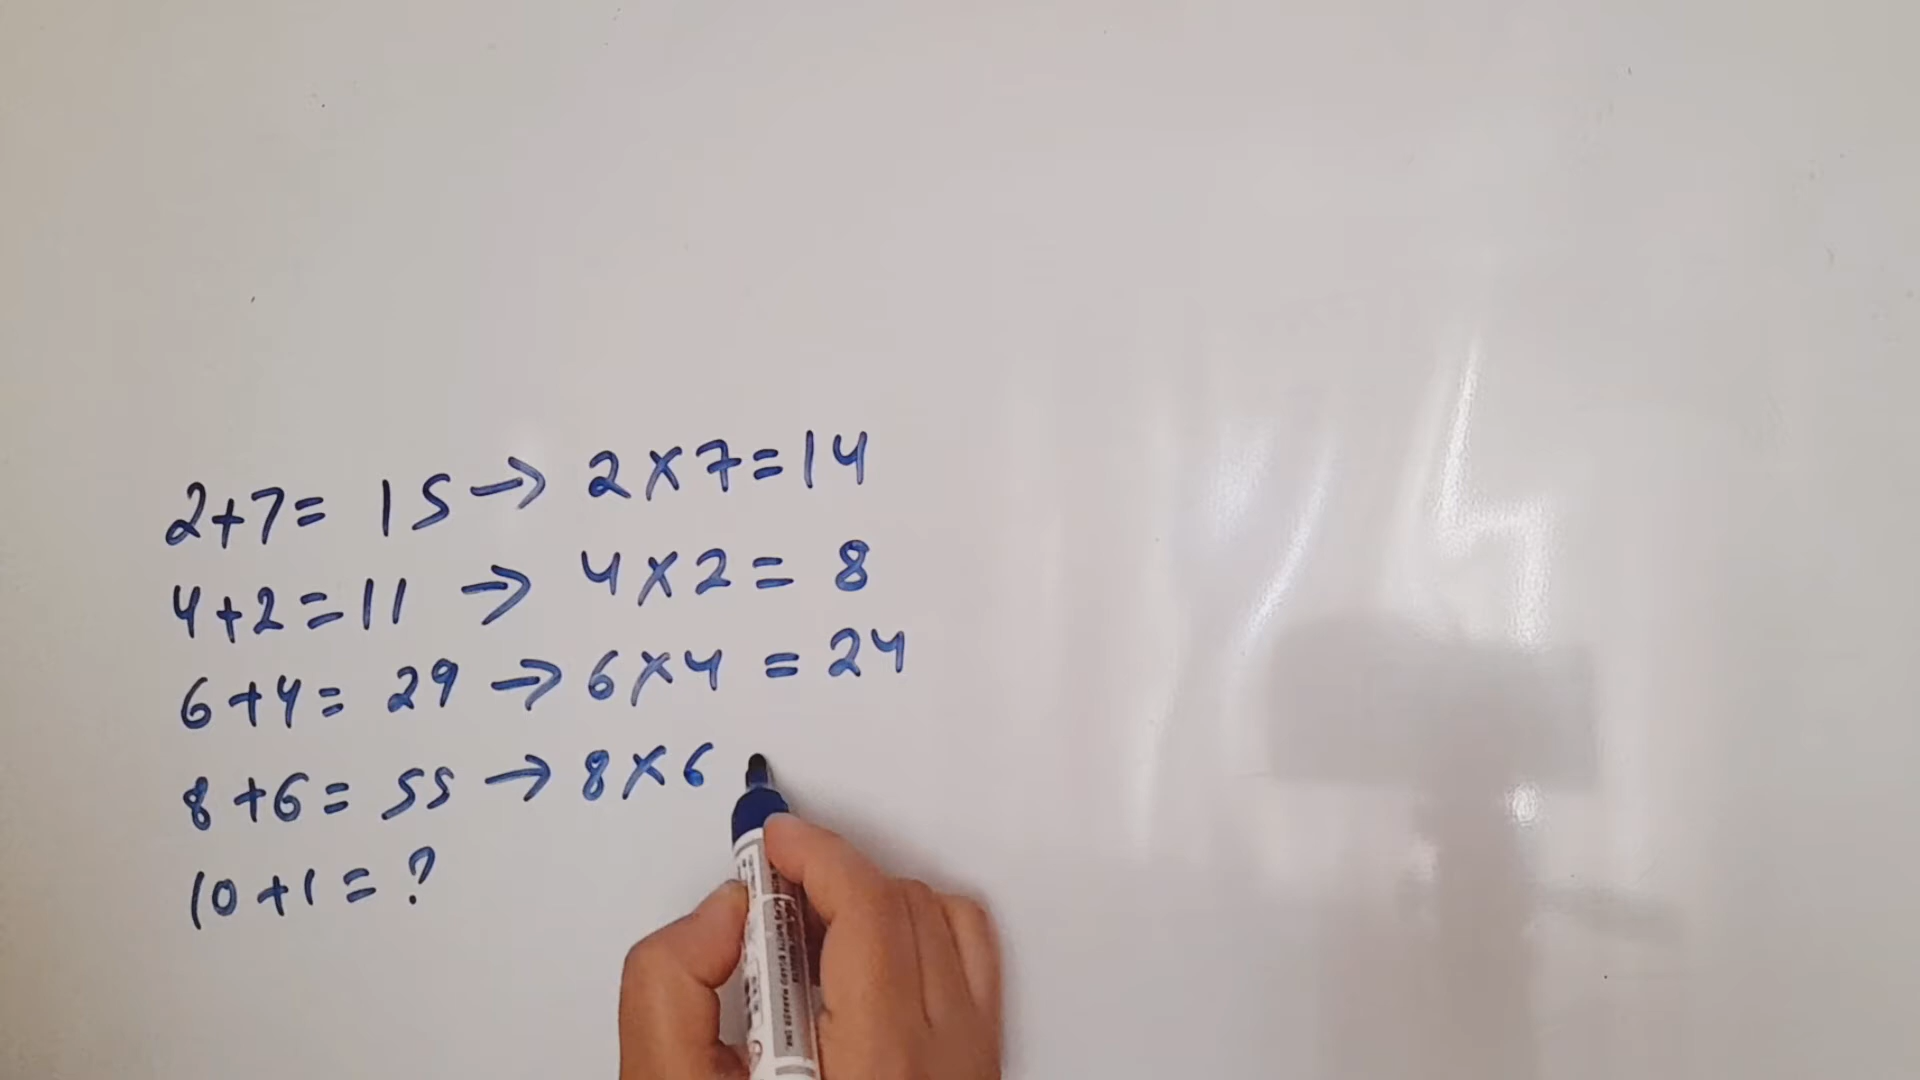 2+7= 15 → 2×7=14
4+2=11 → 4×2= 8
6+4= 29 → 6×4 = 24
8+6= 55 → 8×6
10+1= ?